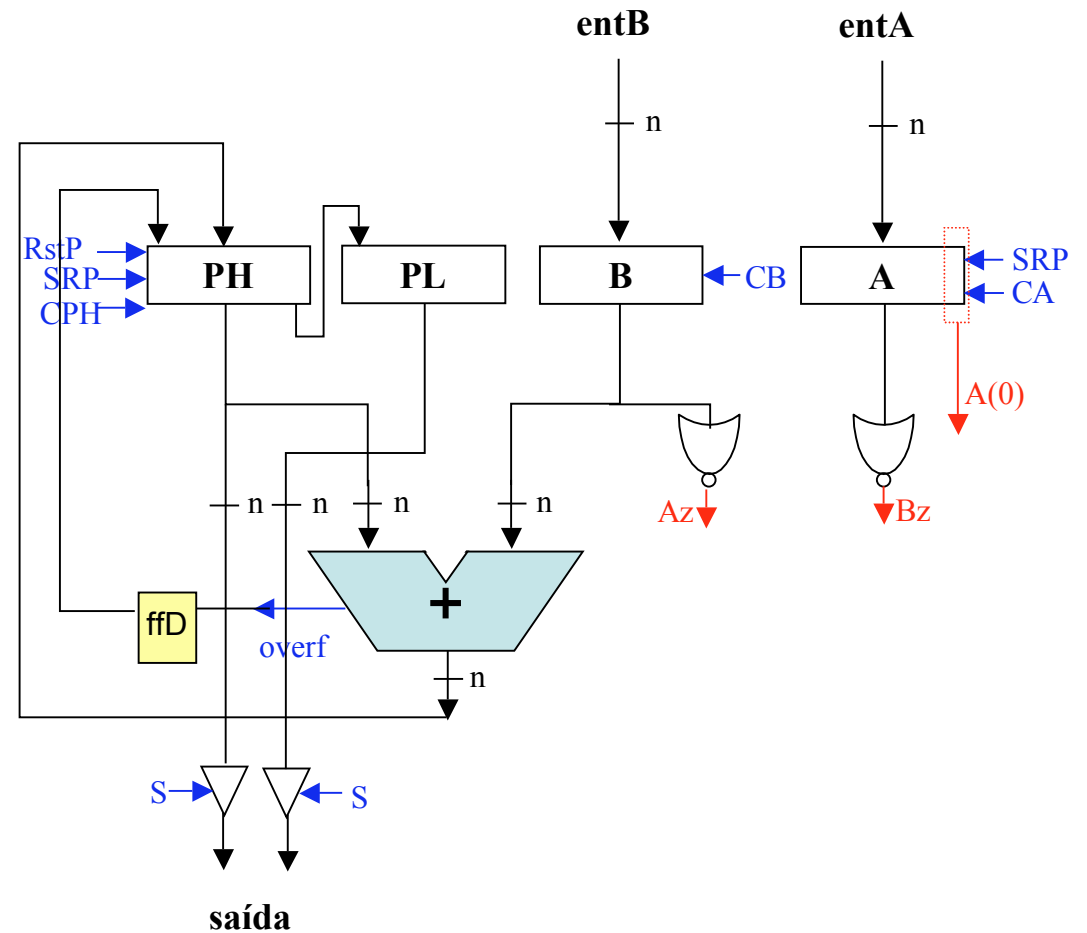 entB
entA
n
n
RstP
SRP
CPH
PH
PL
B
CB
A
SRP
CA
A(0)
n
n
n
n
Az
Bz
+
ffD
overf
n
S
S
saída